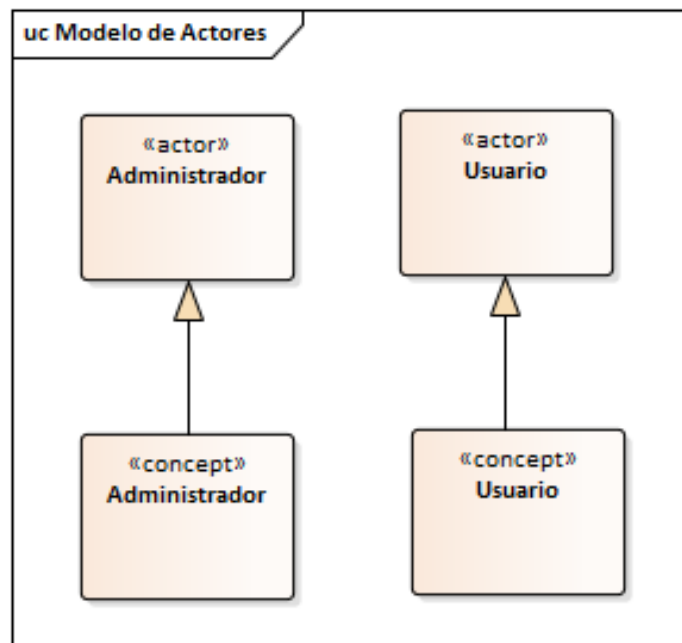 uc Modelo de Actores
«actor»
Administrador
«actor»
Usuario
«concept»
Administrador
«concept»
Usuario